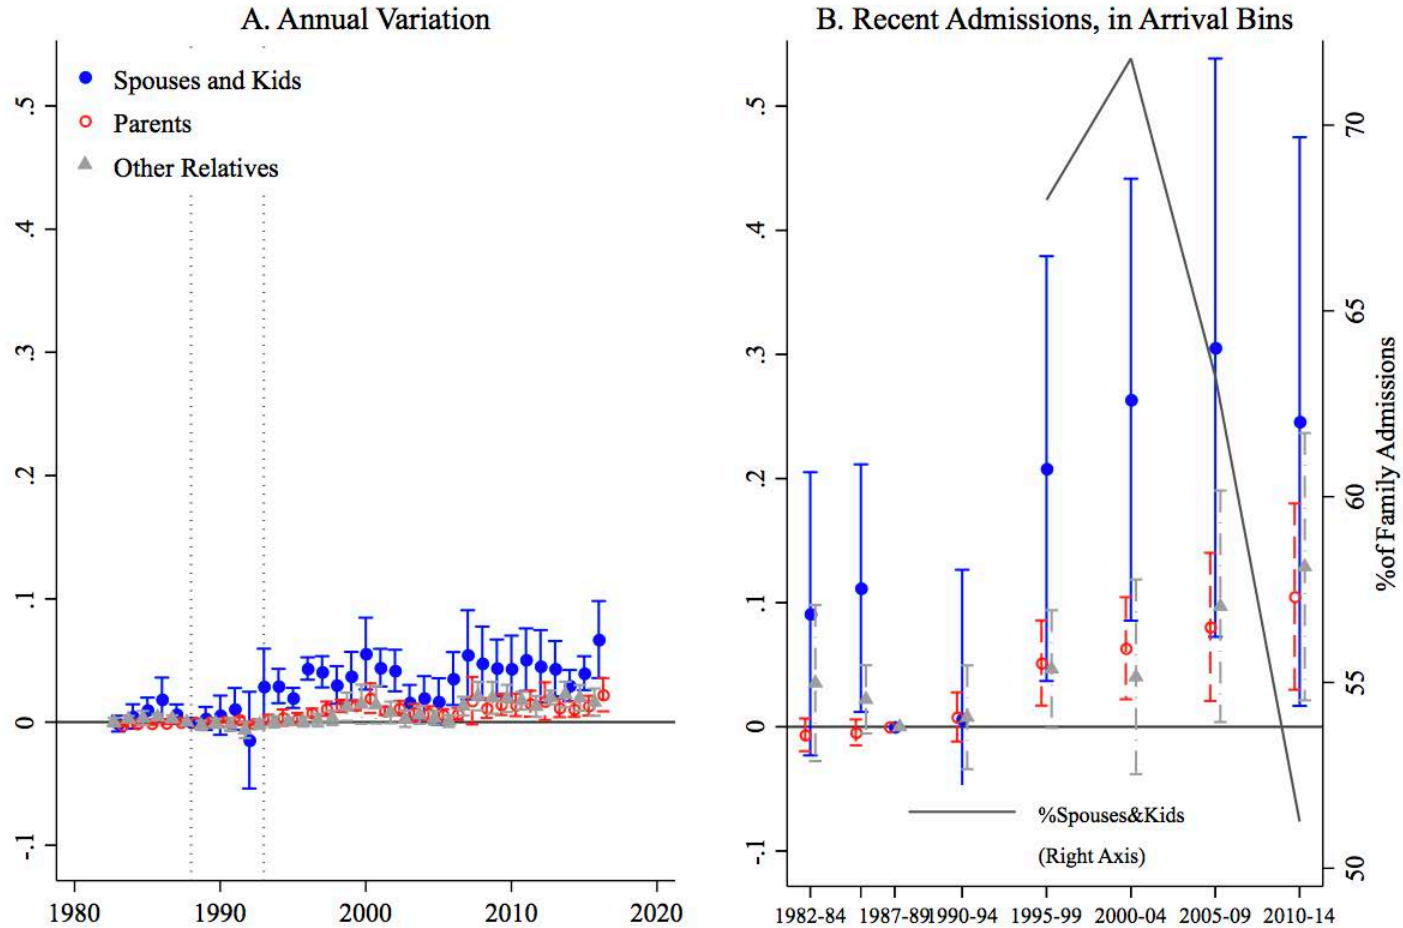 A. Annual Variation
Spouses and Kids
Parents
Other Relatives
.5
.4
.3
.2
.1
0
-.1
1980 1990 2000 2010 2020
B. Recent Admissions, in Arrival Bins
.5
.4
.3
.2
.1
0
-.1
70
65
60
55
50
%of Family Admissions
%Spouses&Kids
(Right Axis)
1982-84 1987-89 1990-94 1995-99 2000-04 2005-09 2010-14